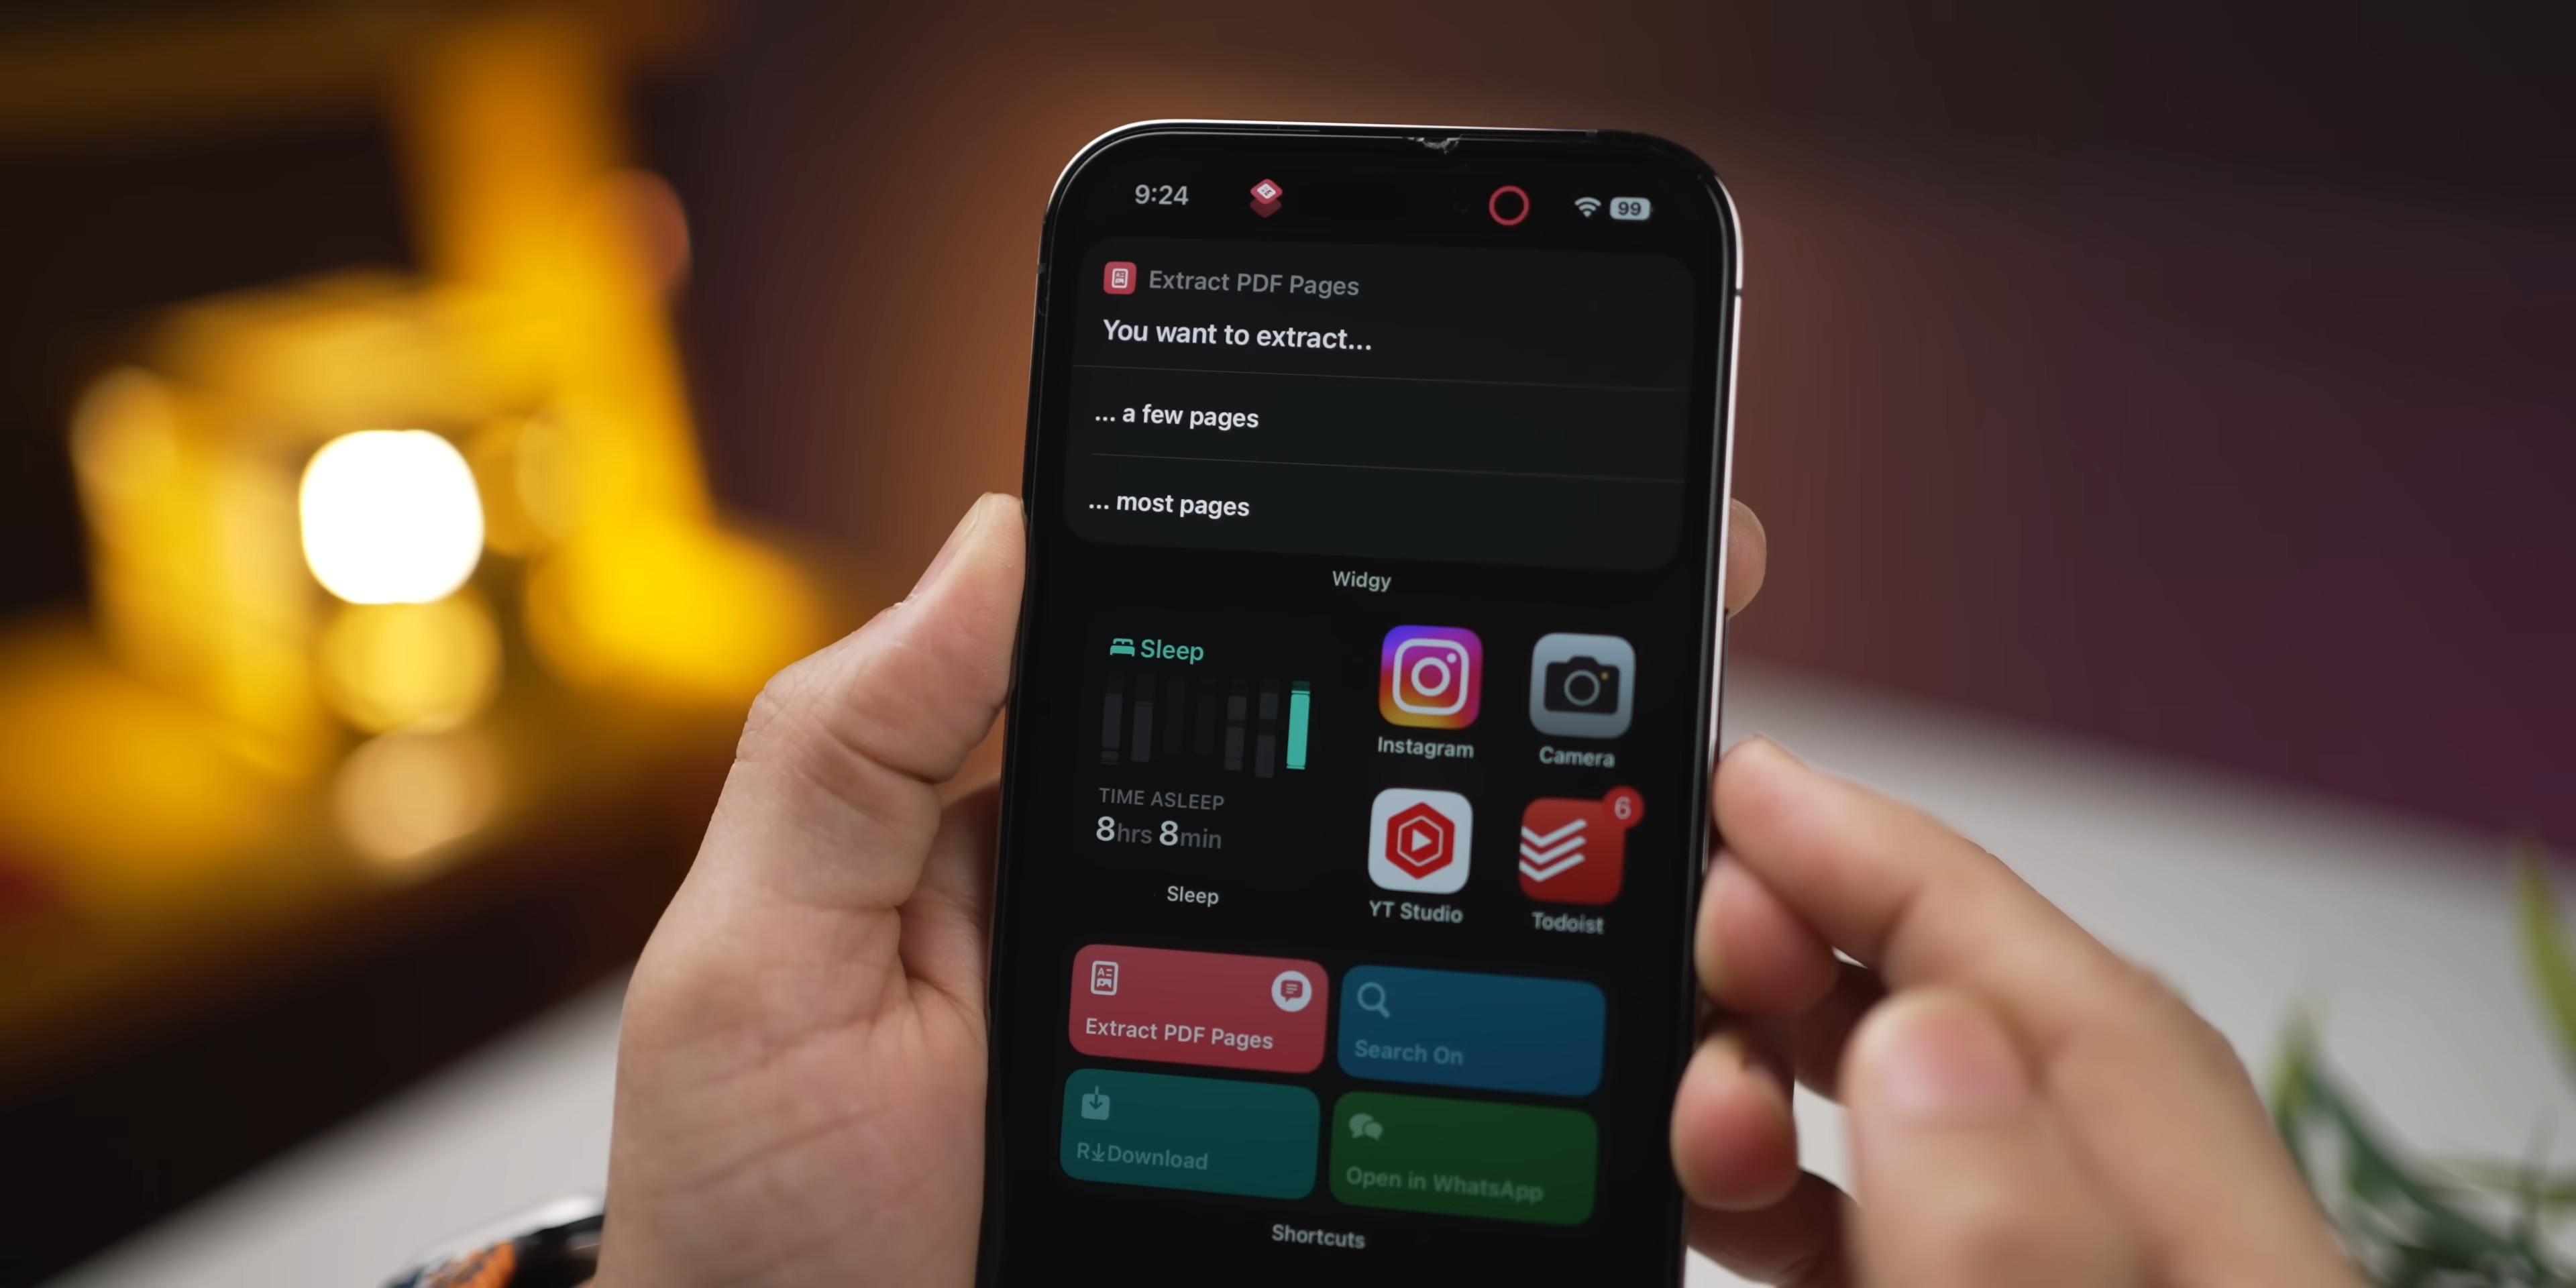 9:24
99
Extract PDF Pages
You want to extract...
... a few pages
... most pages
Widgy
Sleep
TIME ASLEEP
8hrs 8min
Sleep
Instagram
Camera
YT Studio
6
Todoist
Extract PDF Pages
Search On
R↓Download
Open in WhatsApp
Shortcuts